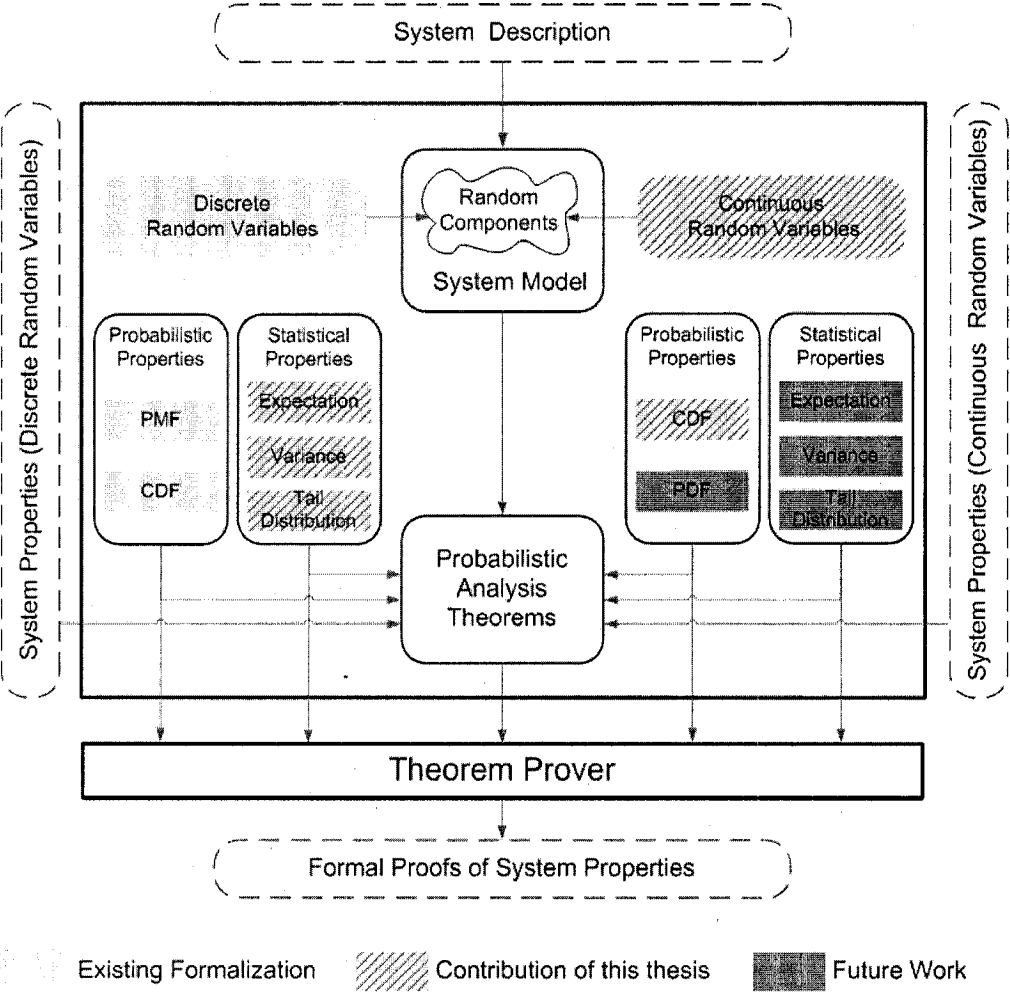 System Description
System Properties (Discrete Random Variables)
System Properties (Continuous Random Variables)
Discrete
Random Variables
Random
Components
System Model
Continuous
Random Variables
Probabilistic
Properties
PMF
CDF
Statistical
Properties
Expectation
Variance
Tail
Distribution
Probabilistic
Properties
CDF
PDF
Statistical
Properties
Expectation
Variance
Tail
Distribution
Probabilistic
Analysis
Theorems
Theorem Prover
Formal Proofs of System Properties
Existing Formalization
Contribution of this thesis
Future Work